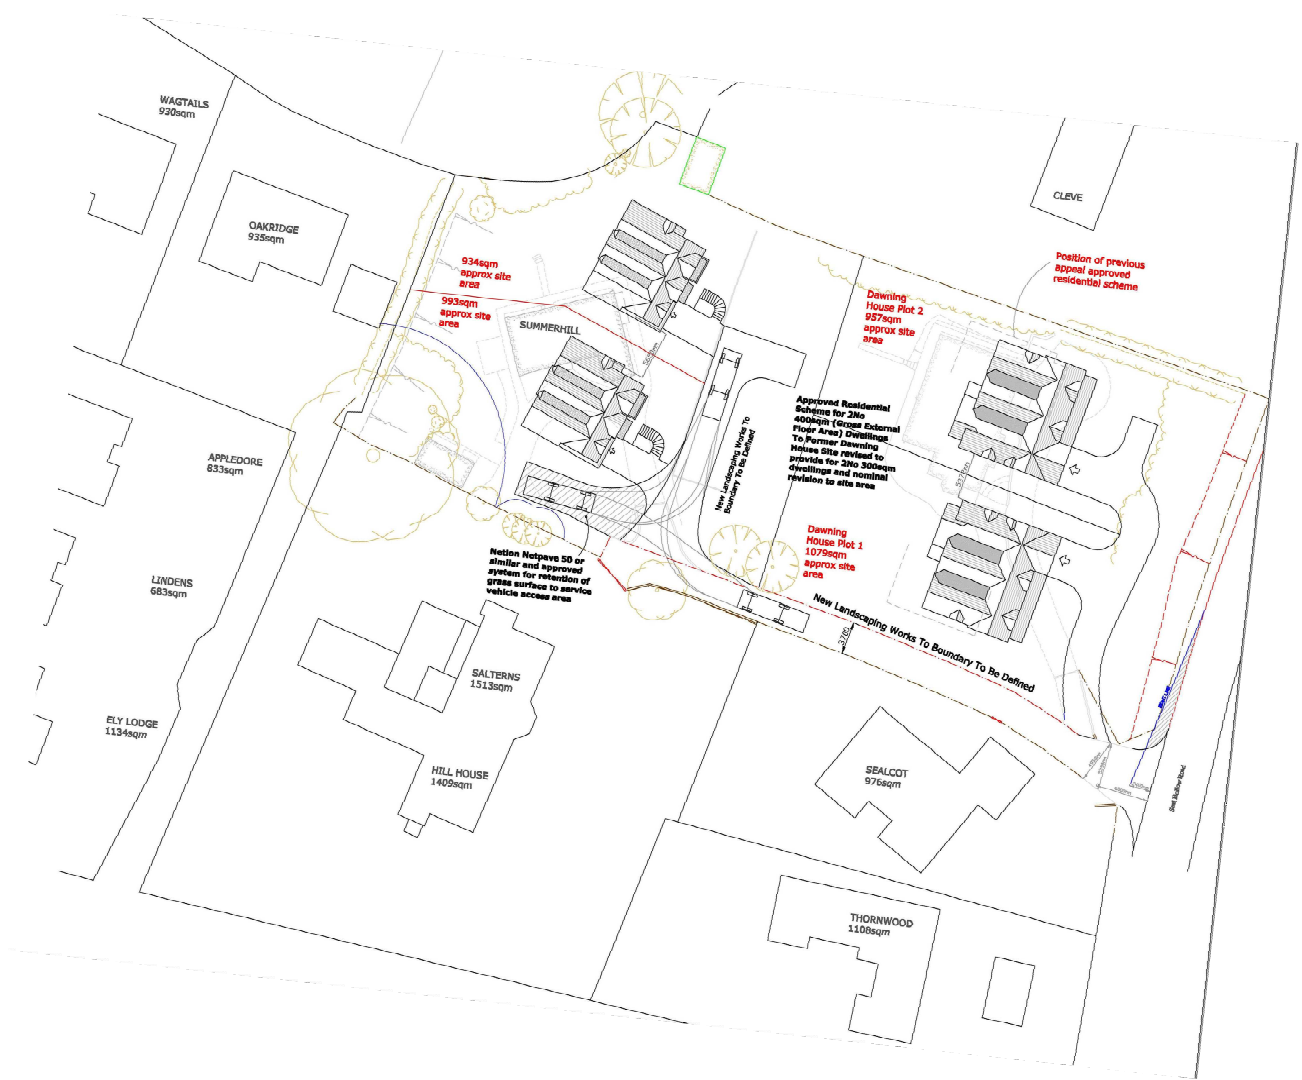 WAGTAILS
930sqm
OAKRIDGE
935sqm
CLEVE
934sqm
approx site
area
993sqm
approx site
area
SUMMERHILL
Position of previous
appeal approved
residential scheme
Dawning
House Plot 2
957sqm
approx site
area
Approved Residential
Scheme for 2No
400sqm (Gross External
Floor Area) Dwellings
To Former Dawning
House Site revised to
provide for 2No 300sqm
dwellings and nominal
revision to site area
New Landscaping Works To
Boundary To Be Defined
APPLEDORE
833sqm
Dawning
House Plot 1
1079sqm
approx site
area
Netlon Netpave 50 or
similar and approved
system for retention of
grass surface to service
vehicle access area
LINDENS
683sqm
New Landscaping Works To Boundary To Be Defined
3700
SALTERNS
1513sqm
ELY LODGE
1134sqm
HILL HOUSE
1409sqm
SEALCOT
976sqm
THORNWOOD
1108sqm